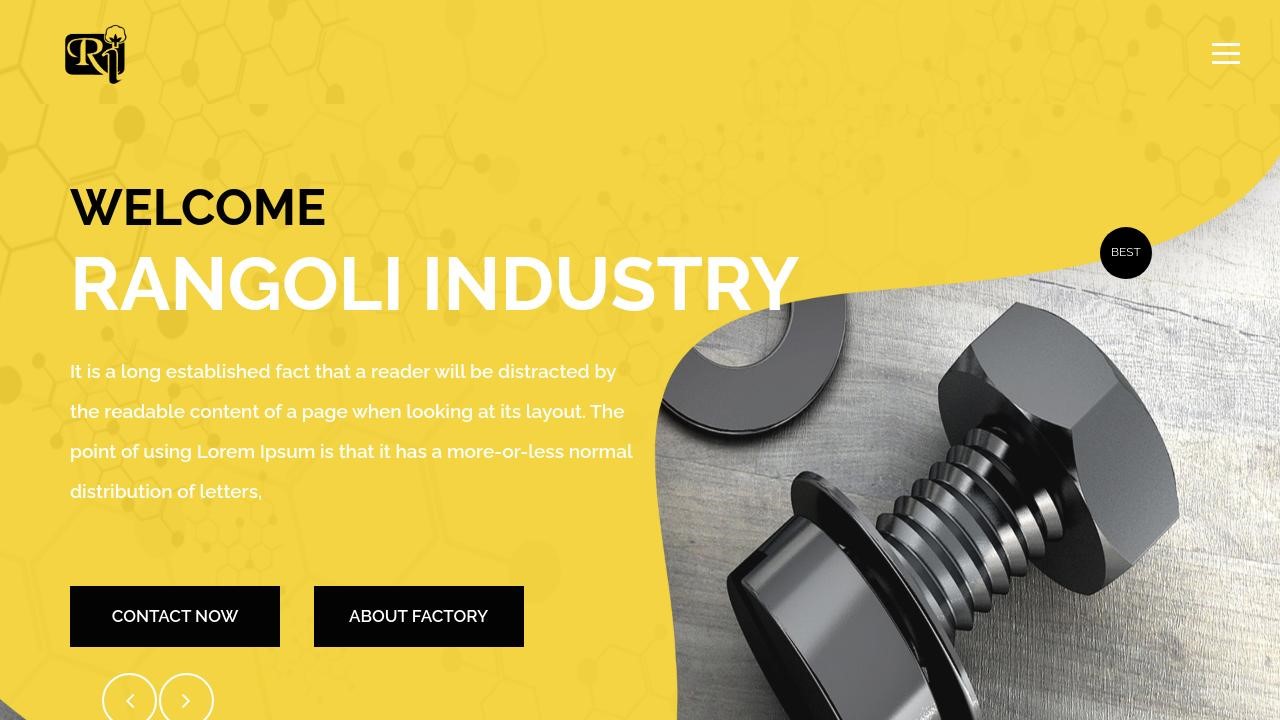 Ri
WELCOME
RANGOLI INDUSTRY
BEST
It is a long established fact that a reader will be distracted by
the readable content of a page when looking at its layout. The
point of using Lorem Ipsum is that it has a more-or-less normal
distribution of letters,
CONTACT NOW
ABOUT FACTORY